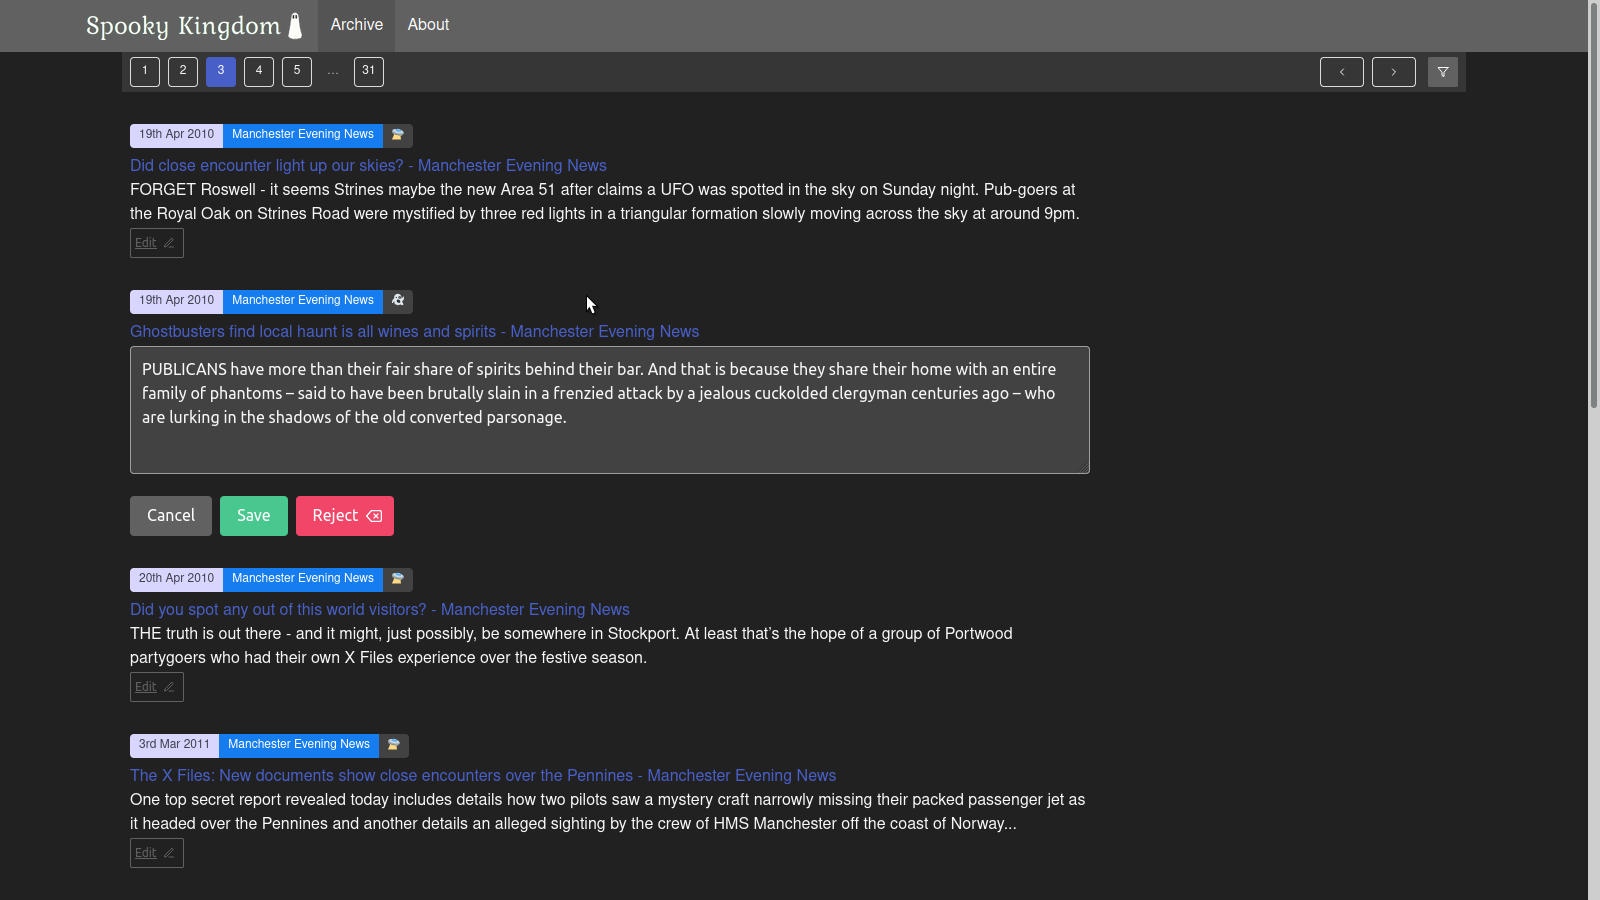 Spooky Kingdom Archive About
1 2 3 4 5 ... 31
19th Apr 2010 Manchester Evening News
Did close encounter light up our skies? - Manchester Evening News
FORGET Roswell - it seems Strines maybe the new Area 51 after claims a UFO was spotted in the sky on Sunday night. Pub-goers at
the Royal Oak on Strines Road were mystified by three red lights in a triangular formation slowly moving across the sky at around 9pm.
Edit
19th Apr 2010 Manchester Evening News
Ghostbusters find local haunt is all wines and spirits - Manchester Evening News
PUBLICANS have more than their fair share of spirits behind their bar. And that is because they share their home with an entire
family of phantoms – said to have been brutally slain in a frenzied attack by a jealous cuckolded clergyman centuries ago – who
are lurking in the shadows of the old converted parsonage.
Cancel Save Reject
20th Apr 2010 Manchester Evening News
Did you spot any out of this world visitors? - Manchester Evening News
THE truth is out there - and it might, just possibly, be somewhere in Stockport. At least that's the hope of a group of Portwood
partygoers who had their own X Files experience over the festive season.
Edit
3rd Mar 2011 Manchester Evening News
The X Files: New documents show close encounters over the Pennines - Manchester Evening News
One top secret report revealed today includes details how two pilots saw a mystery craft narrowly missing their packed passenger jet as
it headed over the Pennines and another details an alleged sighting by the crew of HMS Manchester off the coast of Norway...
Edit